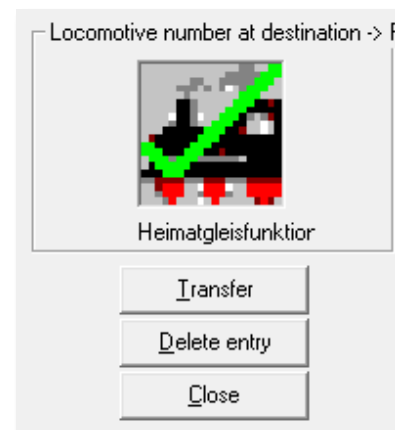 Locomotive number at destination ->
Heimatgleisfunktior
Transfer
Delete entry
Close